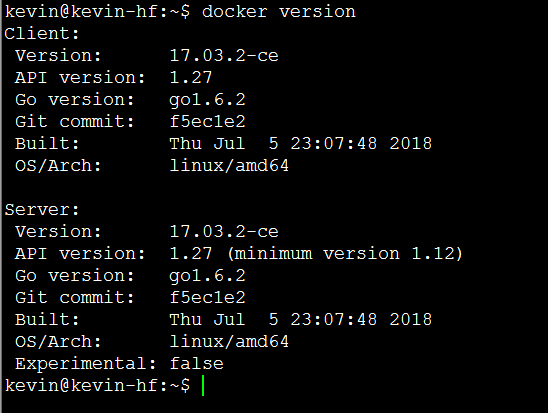 kevin@kevin-hf:~$ docker version
Client:
 Version:      17.03.2-ce
 API version:  1.27
 Go version:   go1.6.2
 Git commit:   f5ec1e2
 Built:        Thu Jul  5 23:07:48 2018
 OS/Arch:      linux/amd64

Server:
 Version:      17.03.2-ce
 API version:  1.27 (minimum version 1.12)
 Go version:   go1.6.2
 Git commit:   f5ec1e2
 Built:        Thu Jul  5 23:07:48 2018
 OS/Arch:      linux/amd64
 Experimental: false
kevin@kevin-hf:~$